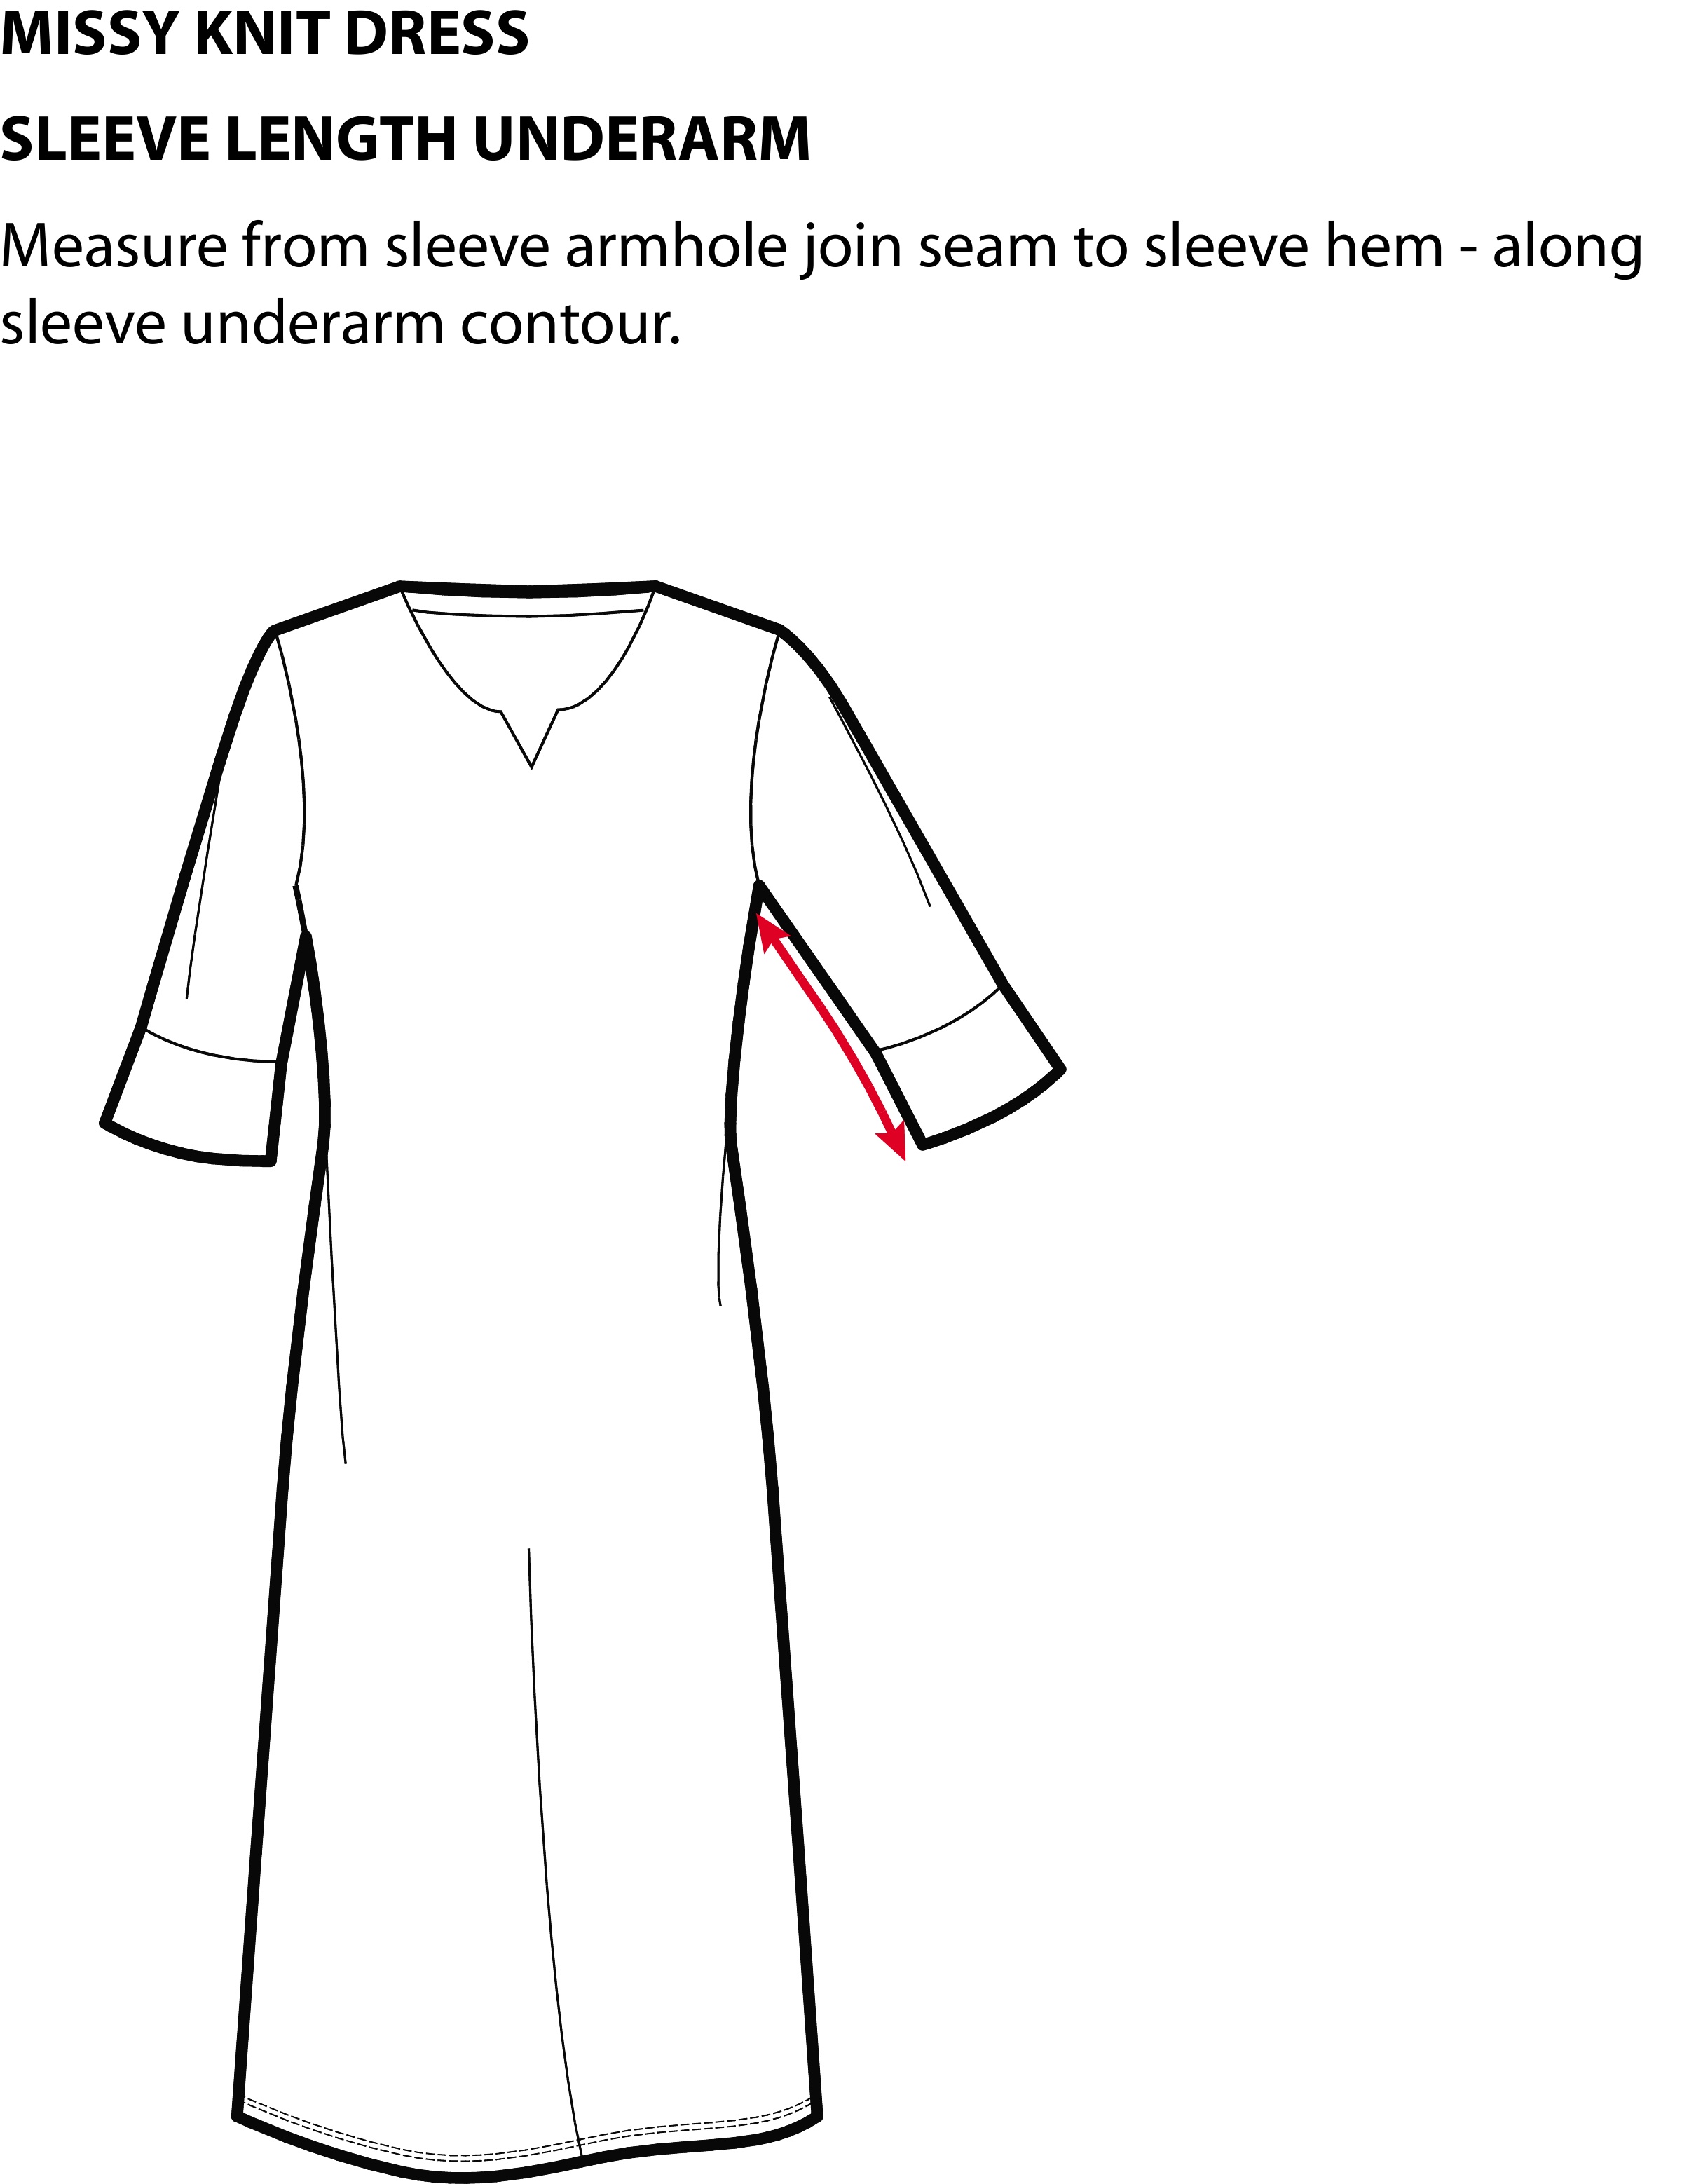 MISSY KNIT DRESS
SLEEVE LENGTH UNDERARM
Measure from sleeve armhole join seam to sleeve hem - along
sleeve underarm contour.